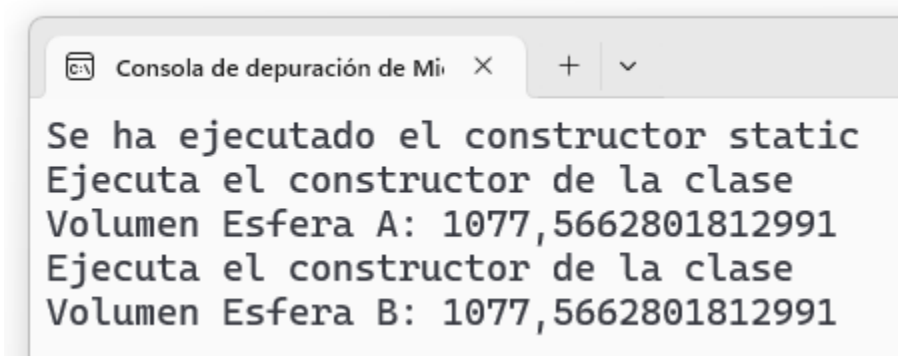 Consola de depuración de Mi
Se ha ejecutado el constructor static
Ejecuta el constructor de la clase
Volumen Esfera A: 1077,5662801812991
Ejecuta el constructor de la clase
Volumen Esfera B: 1077,5662801812991